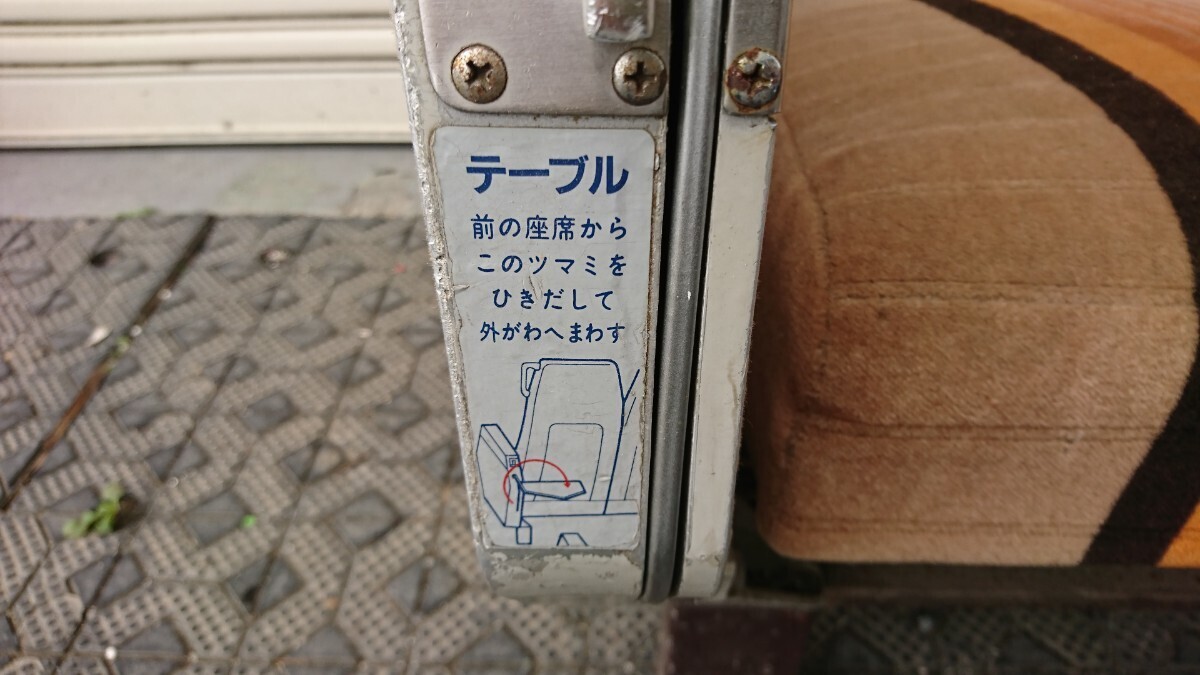 テーブル
前の座席から
このツマミを
ひきだして
外がわへまわす